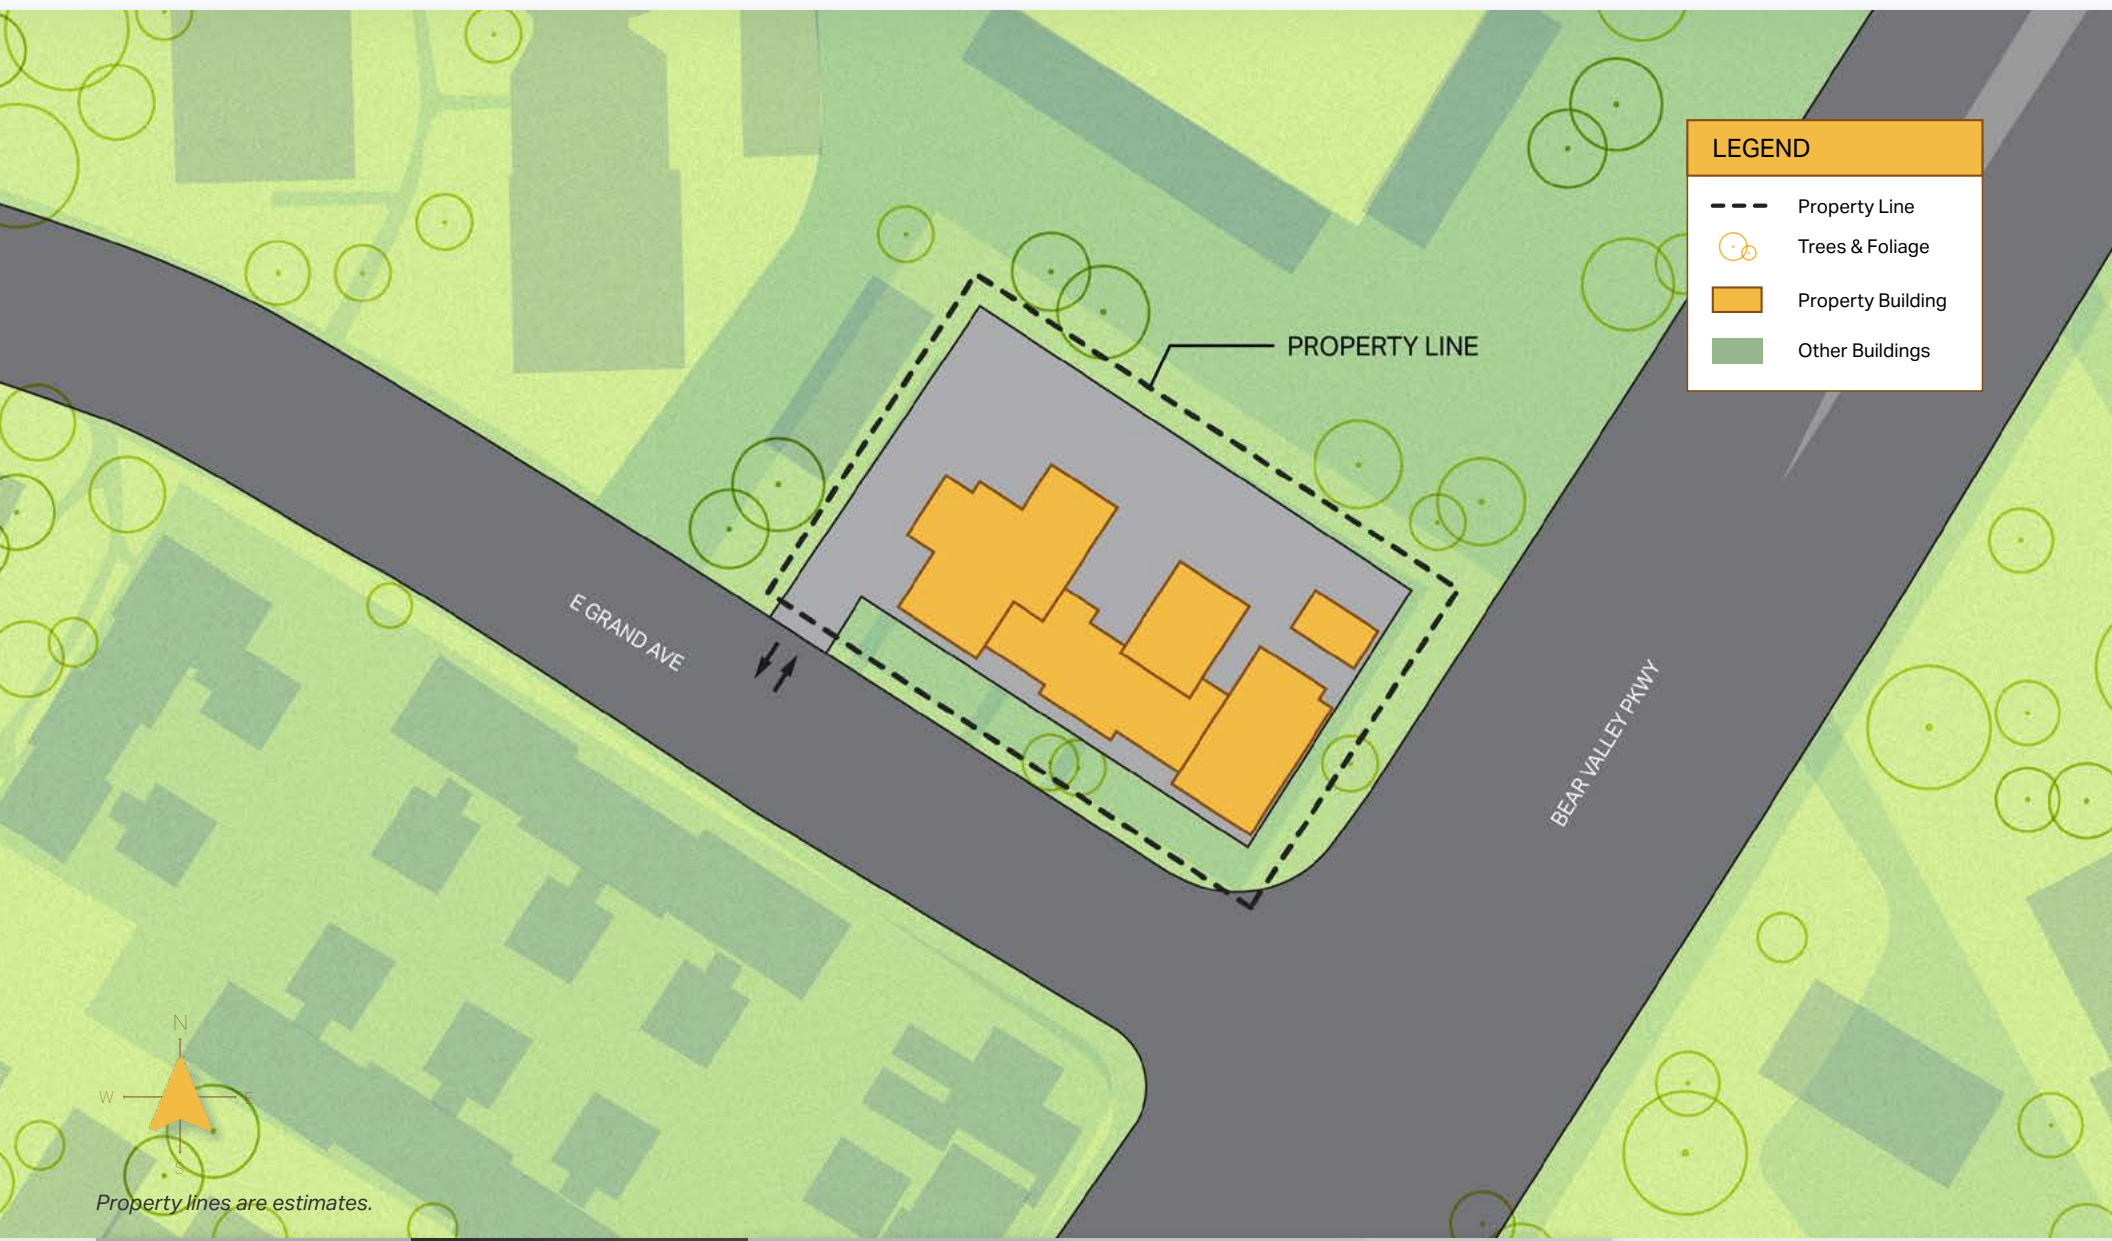 LEGEND
Property Line
Trees & Foliage
Property Building
Other Buildings
PROPERTY LINE
E GRAND AVE
BEAR VALLEY PKWY
N
W E
S
Property lines are estimates.